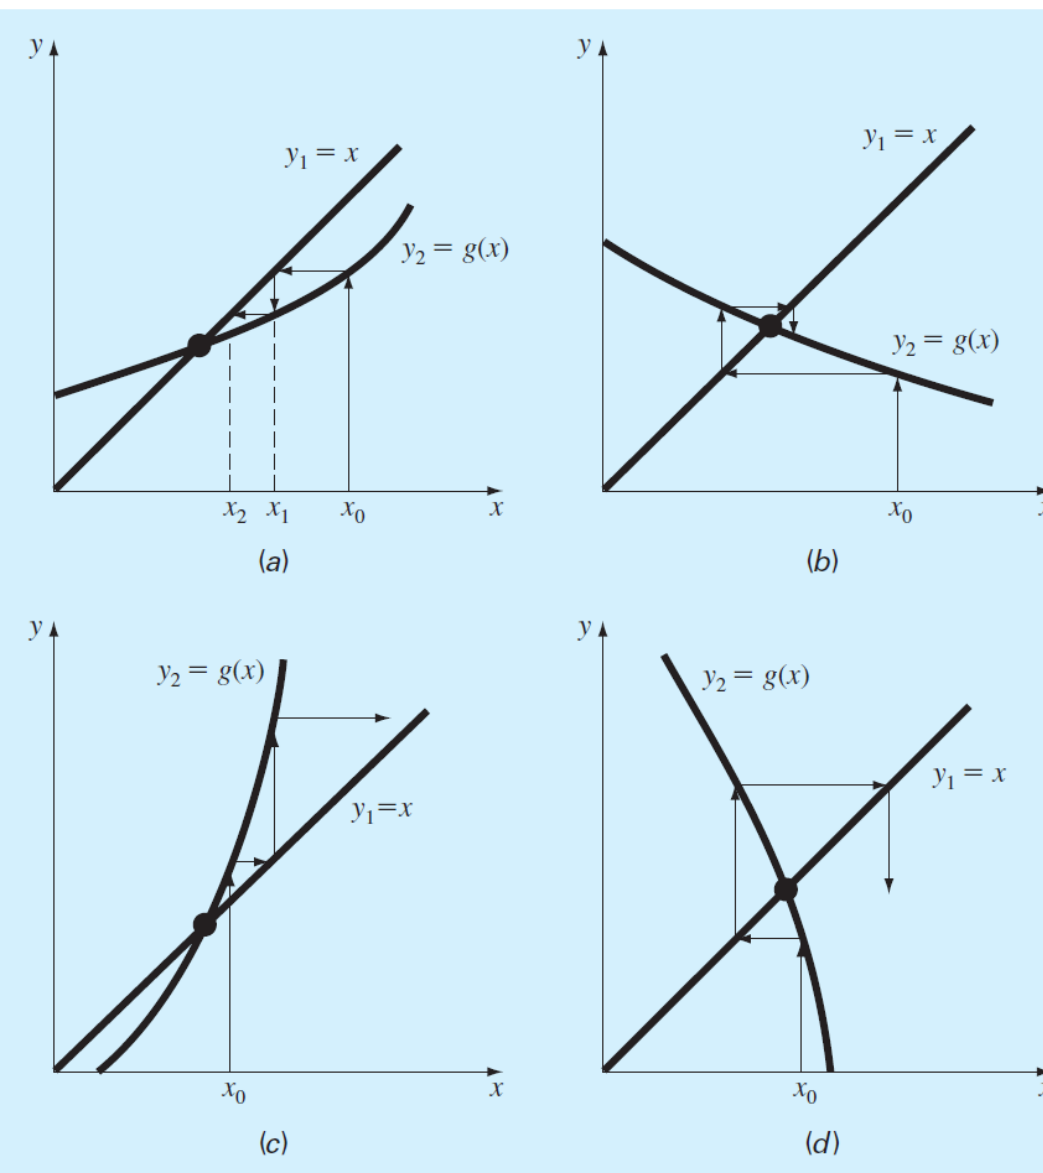 y
y₁ = x
y₂ = g(x)
x₂ x₁ x₀ x
(a)
y
y₁ = x
y₂ = g(x)
x₀ x
(b)
y
y₂ = g(x)
y₁=x
x₀ x
(c)
y
y₂ = g(x)
y₁ = x
x₀ x
(d)